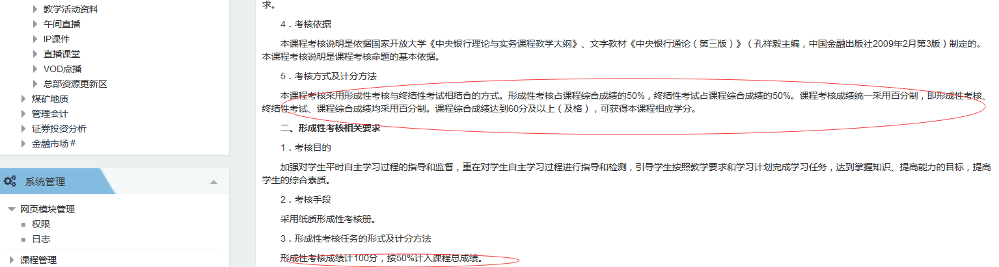 教学活动资料
午间直播
IP课件
直播课堂
VOD点播
总部资源更新区
煤矿地质
管理会计
证券投资分析
金融市场#
系统管理
网页模块管理
权限
日志
课程管理
求。
4．考核依据
本课程考核说明是依据国家开放大学《中央银行理论与实务课程教学大纲》、文字教材《中央银行通论（第三版）》（孔祥毅主编，中国金融出版社2009年2月第3版）制定的。
本课程考核说明是课程考核命题的基本依据。
5．考核方式及计分方法
本课程考核采用形成性考核与终结性考试相结合的方式。形成性考核占课程综合成绩的50%，终结性考试占课程综合成绩的50%。课程考核成绩统一采用百分制，即形成性考核、
终结性考试、课程综合成绩均采用百分制。课程综合成绩达到60分及以上（及格），可获得本课程相应学分。
二、形成性考核相关要求
1．考核目的
加强对学生平时自主学习过程的指导和监督，重在对学生自主学习过程进行指导和检测，引导学生按照教学要求和学习计划完成学习任务，达到掌握知识、提高能力的目标，提高
学生的综合素质。
2．考核手段
采用纸质形成性考核册。
3．形成性考核任务的形式及计分方法
形成性考核成绩计100分，按50%计入课程总成绩。